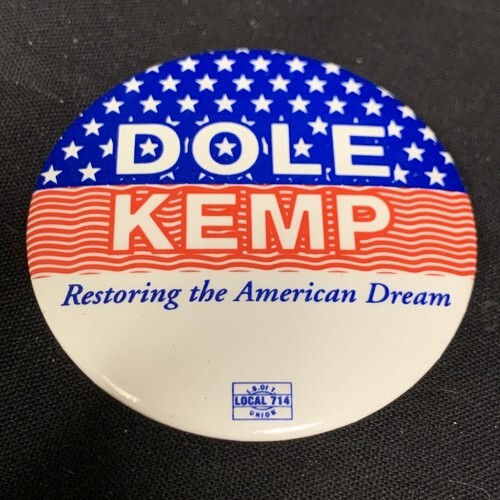 DOLE
KEMP
Restoring the American Dream
I.B. OF T.
LOCAL 714
UNION